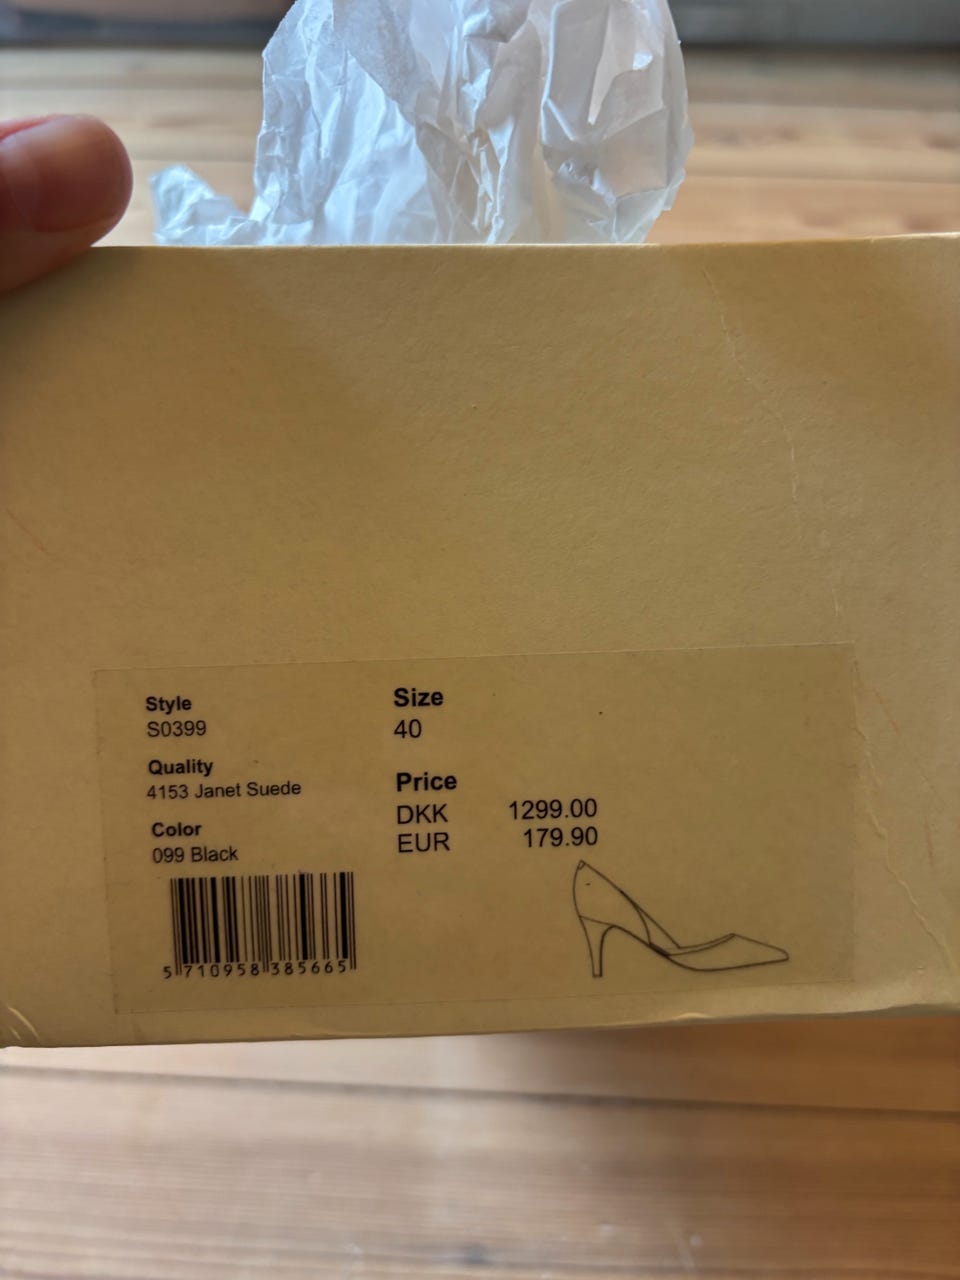 Style
S0399
Quality
4153 Janet Suede
Color
099 Black
5 710958 385665
Size
40
Price
DKK 1299.00
EUR 179.90